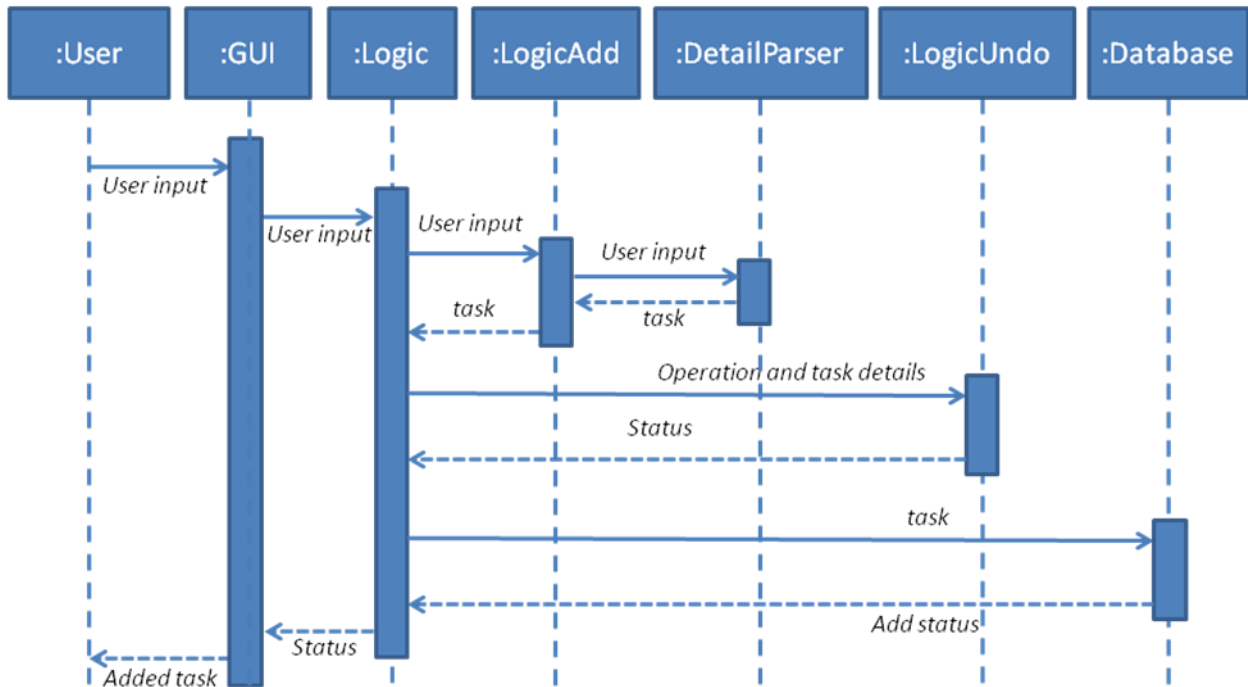 :User
:GUI
:Logic
:LogicAdd
:DetailParser
:LogicUndo
:Database
User input
User input
User input
User input
task
task
Operation and task details
Status
task
Add status
Status
Added task